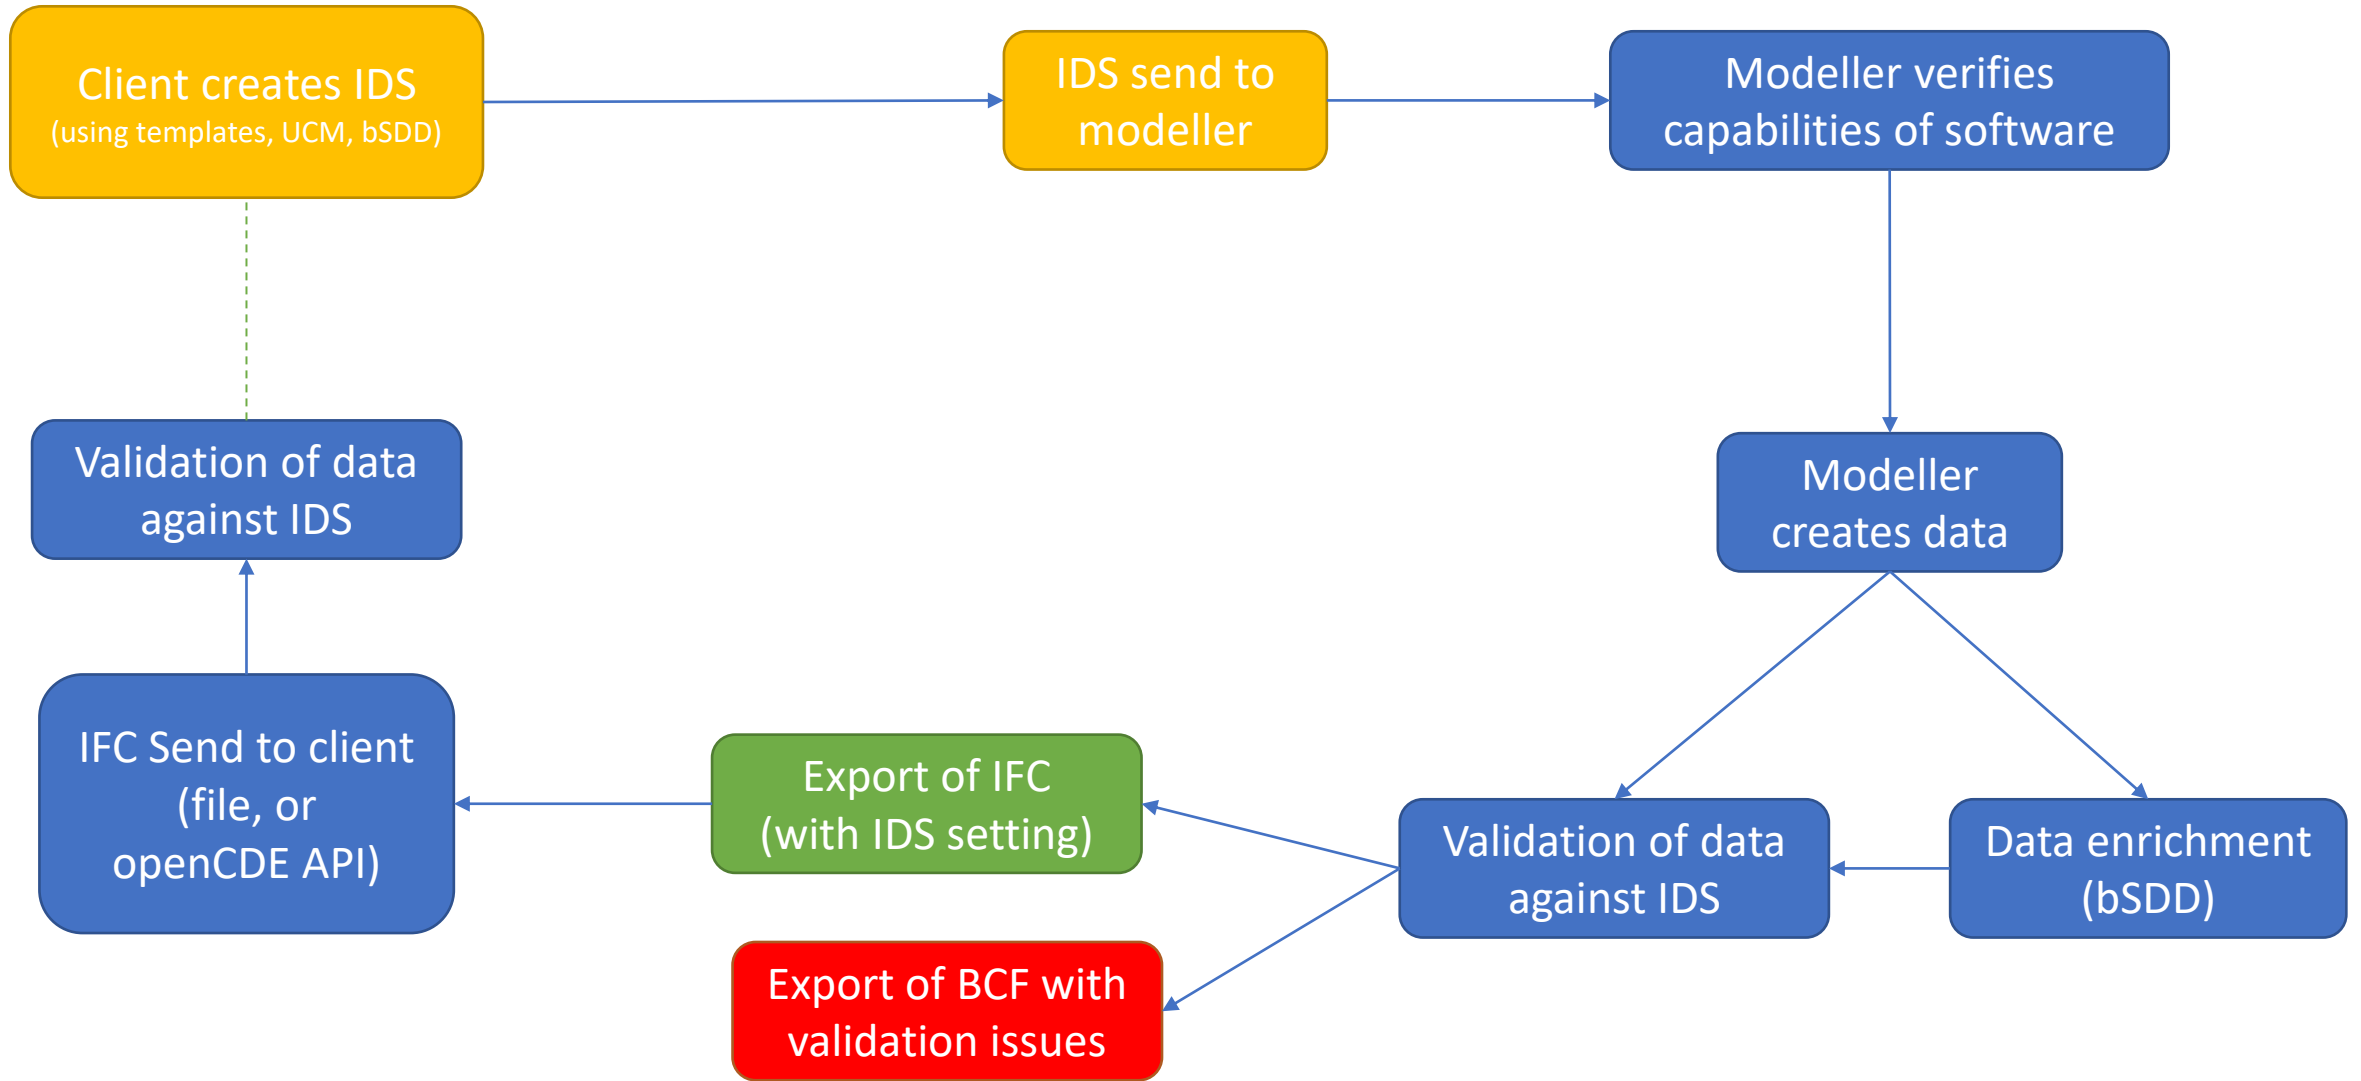 Client creates IDS
(using templates, UCM, bSDD)
IDS send to
modeller
Modeller verifies
capabilities of software
Modeller
creates data
Validation of data
against IDS
Data enrichment
(bSDD)
Export of IFC
(with IDS setting)
Export of BCF with
validation issues
IFC Send to client
(file, or
openCDE API)
Validation of data
against IDS